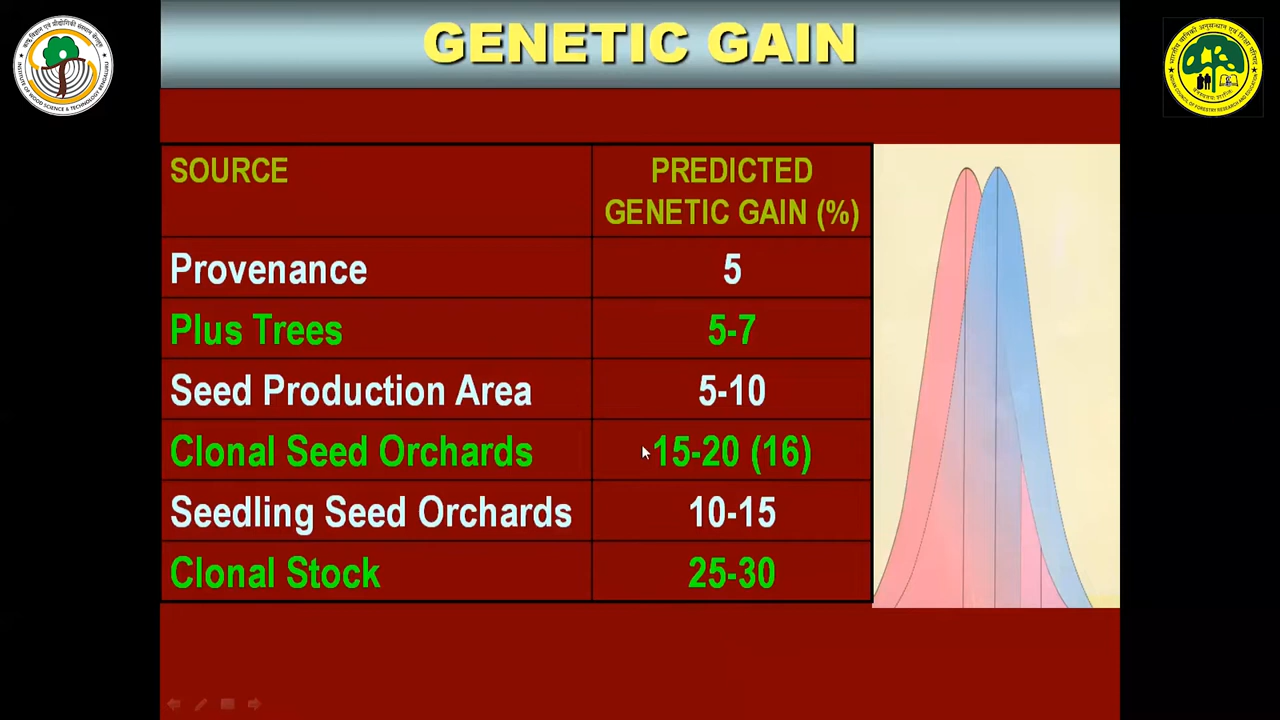 GENETIC GAIN
SOURCE
PREDICTED
GENETIC GAIN (%)
Provenance
5
Plus Trees
5-7
Seed Production Area
5-10
Clonal Seed Orchards
15-20 (16)
Seedling Seed Orchards
10-15
Clonal Stock
25-30